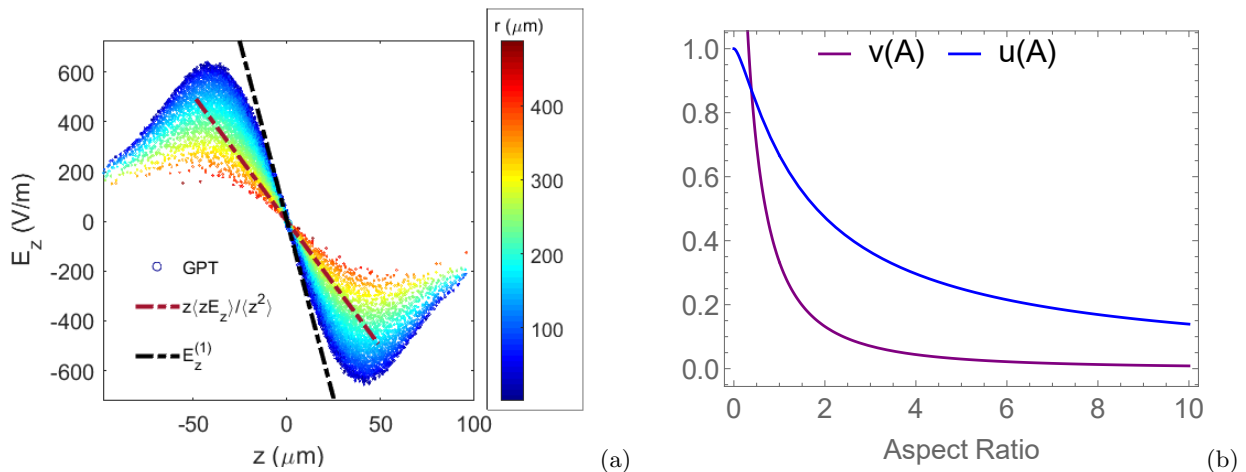 r (μm)
E_z (V/m)
600
400
200
0
-200
-400
-600
GPT
z⟨zE_z⟩/⟨z²⟩
E_z^(1)
-50
0
50
100
z (μm)
400
300
200
100
(a)
v(A) u(A)
1.0
0.8
0.6
0.4
0.2
0.0
0
2
4
6
8
10
Aspect Ratio
(b)